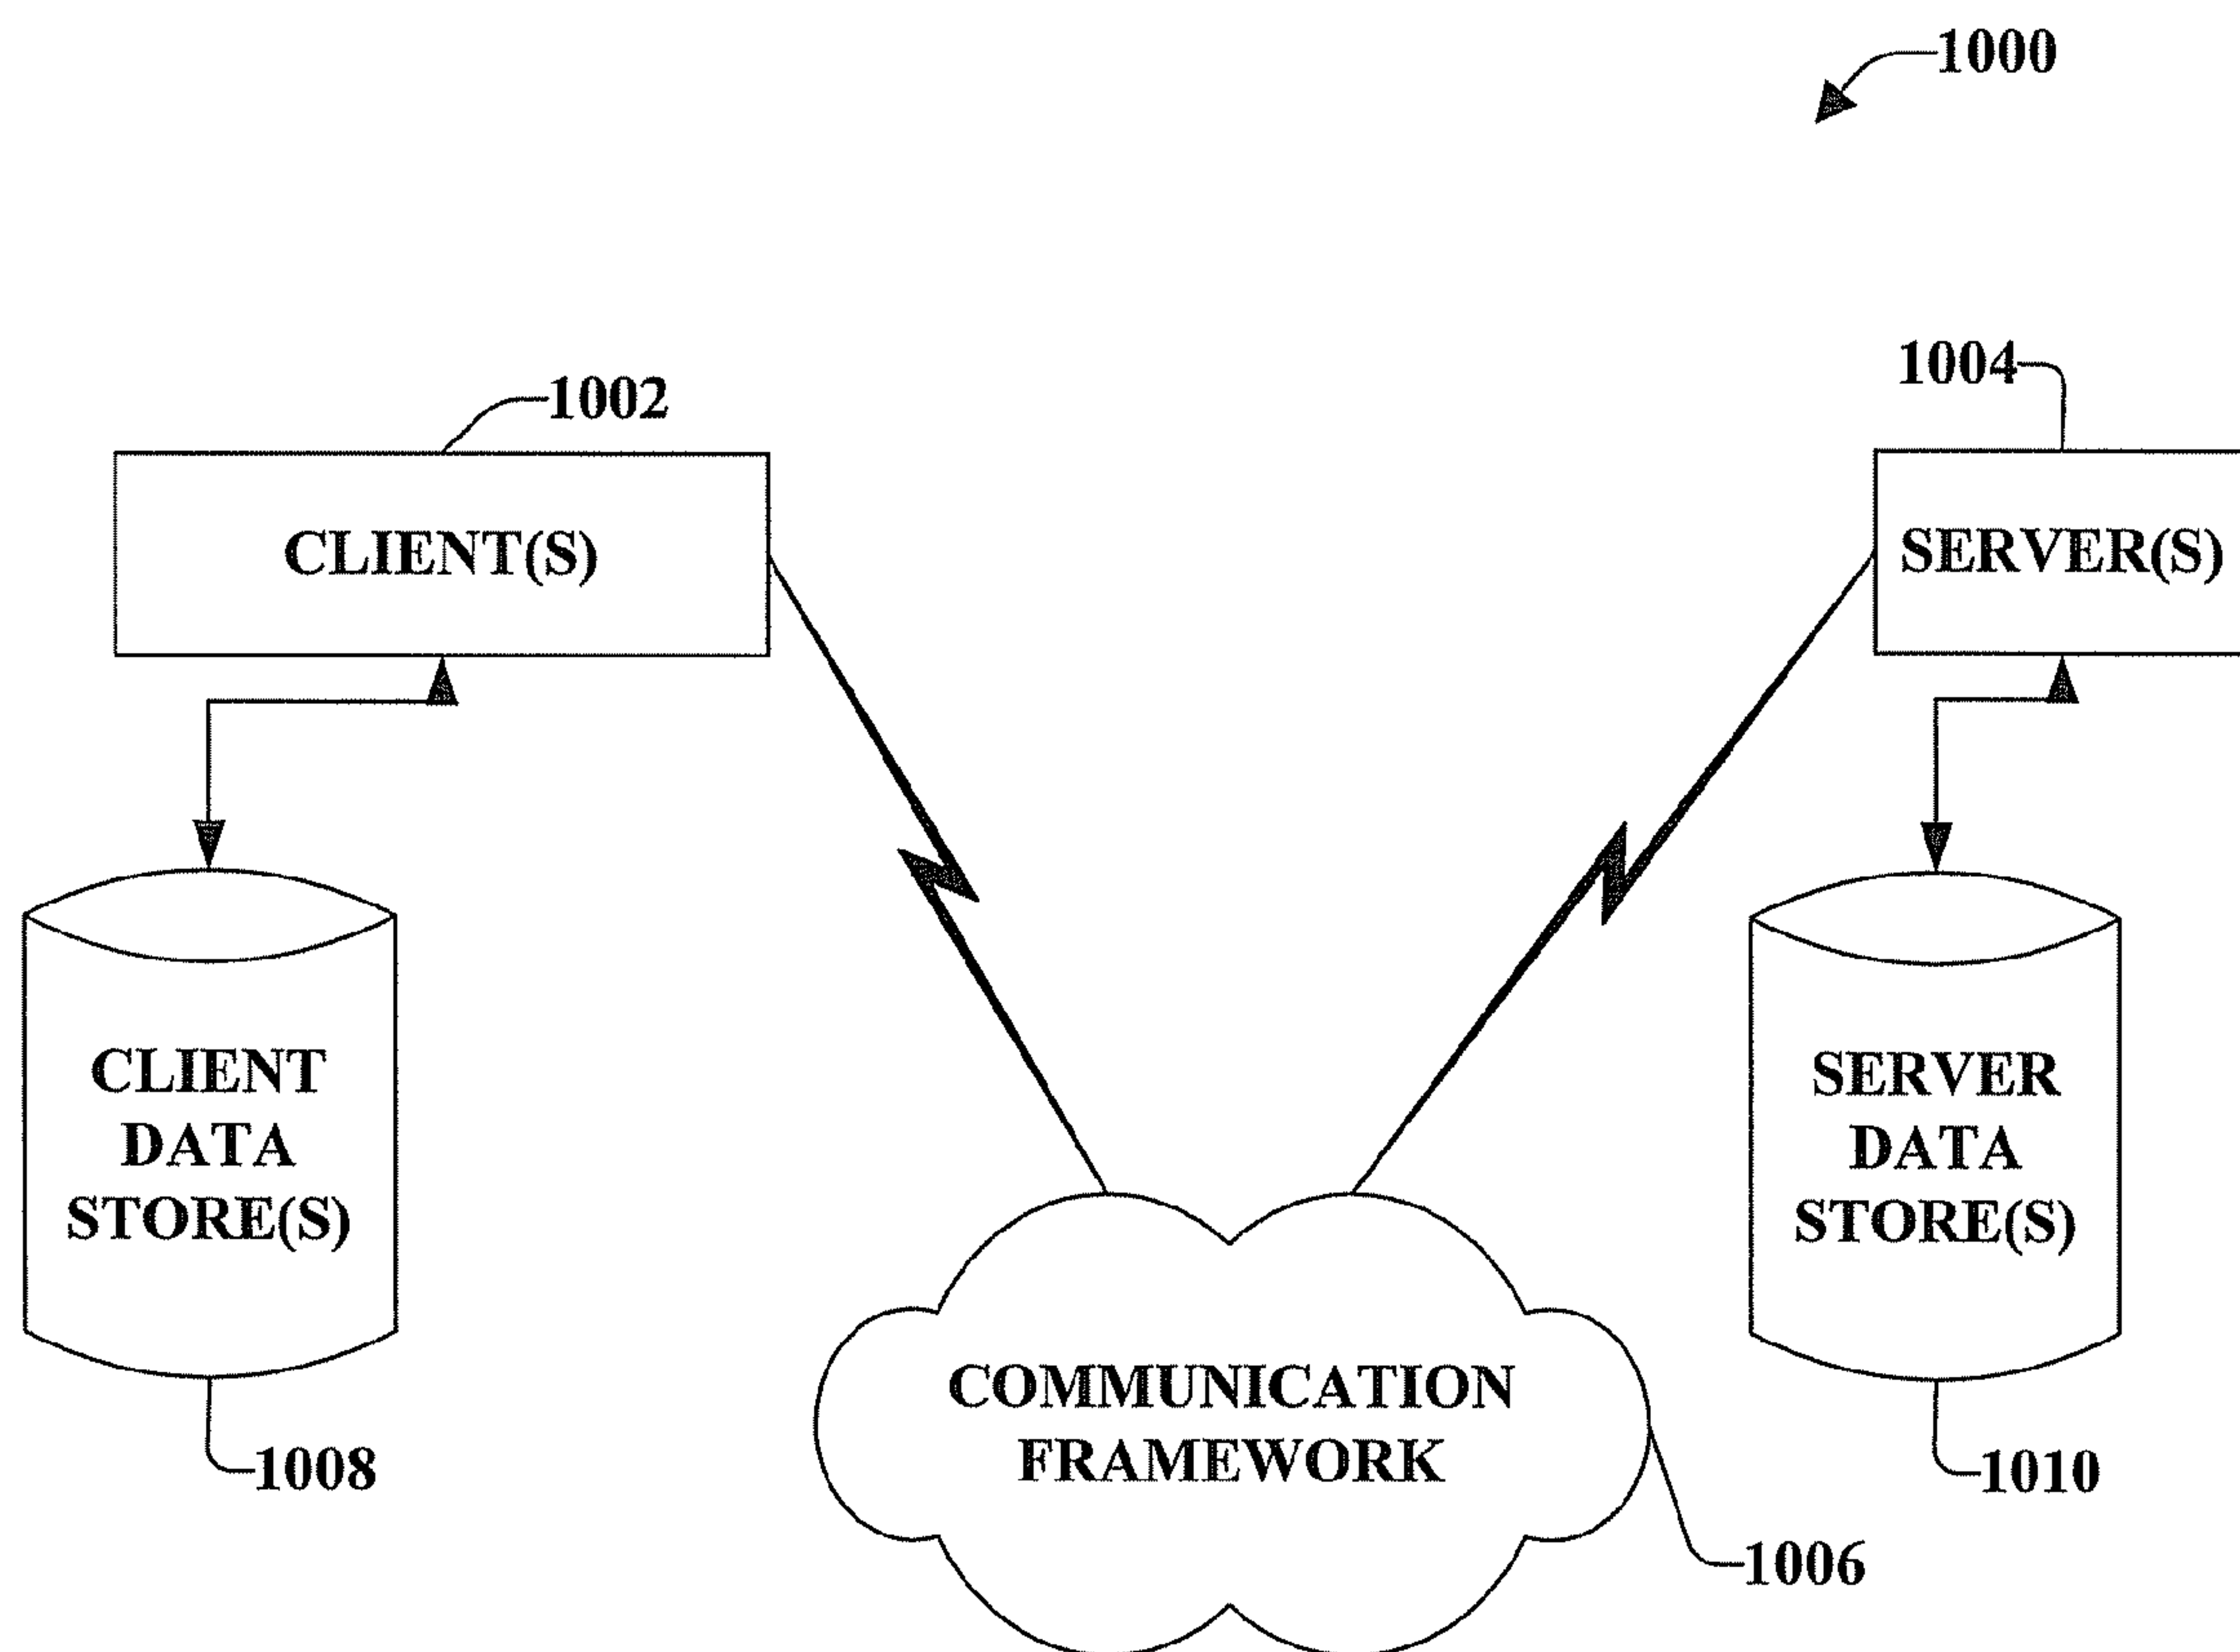 1000
1002
1004
CLIENT(S)
SERVER(S)
CLIENT
DATA
STORE(S)
SERVER
DATA
STORE(S)
COMMUNICATION
FRAMEWORK
1008
1010
1006